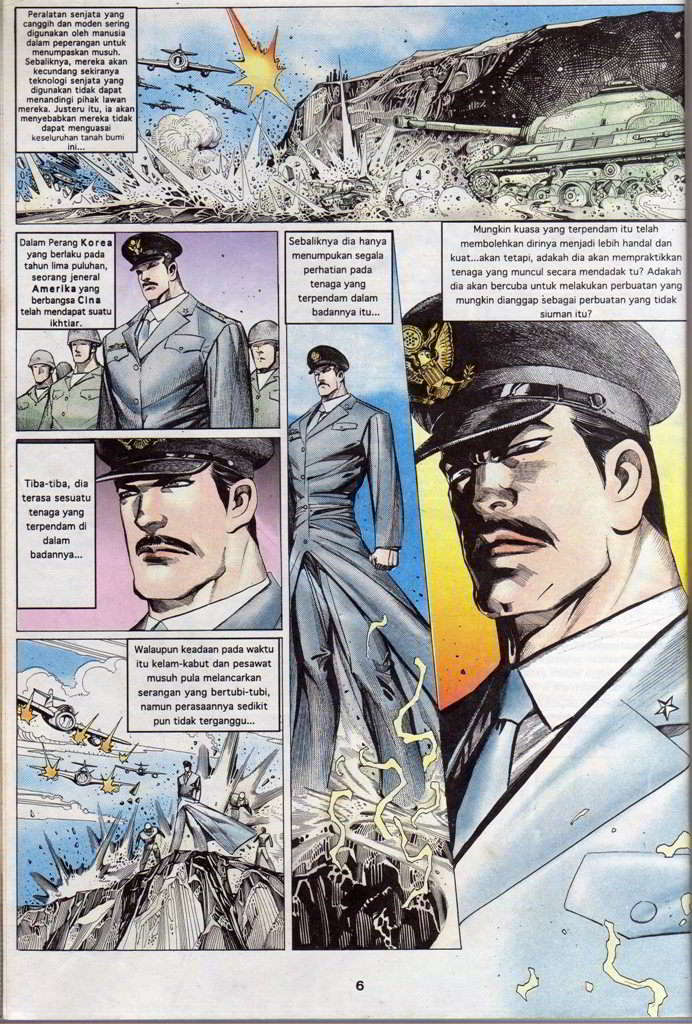 Peralatan senjata yang
canggih dan moden sering
digunakan oleh manusia
dalam peperangan untuk
menumpaskan musuh.
Sebaliknya, mereka akan
kecundang sekiranya
teknologi senjata yang
digunakan tidak dapat
menandingi pihak lawan
mereka. Justeru itu, ia akan
menyebabkan mereka tidak
dapat menguasai
keseluruhan tanah bumi
ini...
Dalam Perang Korea
yang berlaku pada
tahun lima puluhan,
seorang jeneral
Amerika yang
berbangsa Cina
telah mendapat suatu
ikhtiar.
Tiba-tiba, dia
terasa sesuatu
tenaga yang
terpendam di
dalam
badannya...
Walaupun keadaan pada waktu
itu kelam-kabut dan pesawat
musuh pula melancarkan
serangan yang bertubi-tubi,
namun perasaannya sedikit
pun tidak terganggu...
Sebaliknya dia hanya
menumpukan segala
perhatian pada
tenaga yang
terpendam dalam
badannya itu...
Mungkin kuasa yang terpendam itu telah
membolehkan dirinya menjadi lebih handal dan
kuat...akan tetapi, adakah dia akan mempraktikkan
tenaga yang muncul secara mendadak tu? Adakah
dia akan bercuba untuk melakukan perbuatan yang
mungkin dianggap sebagai perbuatan yang tidak
siuman itu?
6